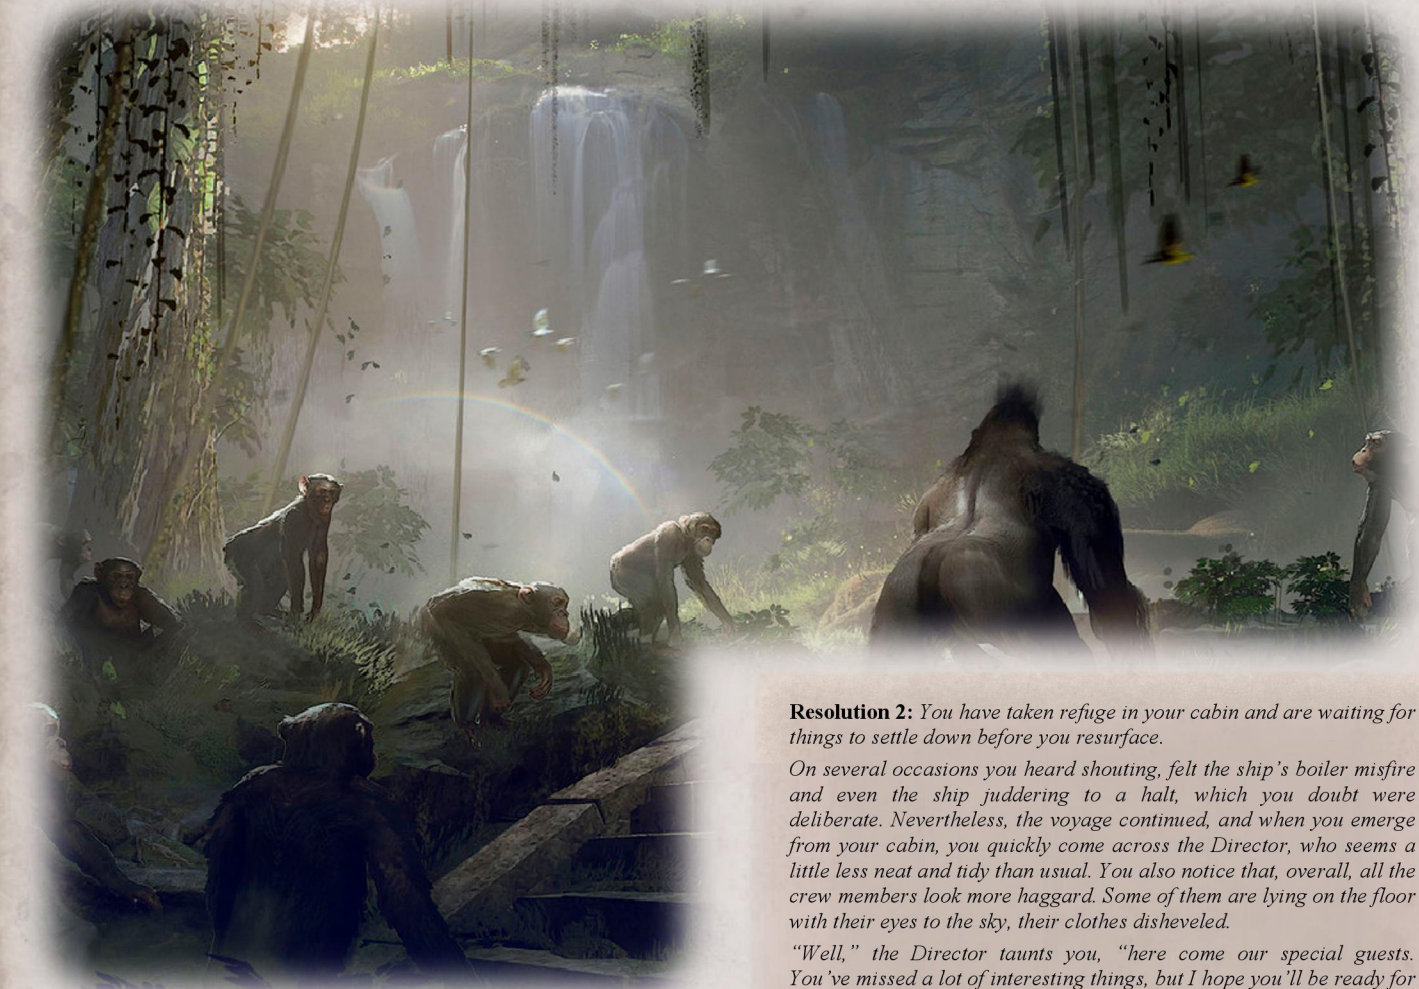 Resolution 2: You have taken refuge in your cabin and are waiting for
things to settle down before you resurface.
On several occasions you heard shouting, felt the ship's boiler misfire
and even the ship juddering to a halt, which you doubt were
deliberate. Nevertheless, the voyage continued, and when you emerge
from your cabin, you quickly come across the Director, who seems a
little less neat and tidy than usual. You also notice that, overall, all the
crew members look more haggard. Some of them are lying on the floor
with their eyes to the sky, their clothes disheveled.
“Well,” the Director taunts you, “here come our special guests.
You've missed a lot of interesting things, but I hope you'll be ready for